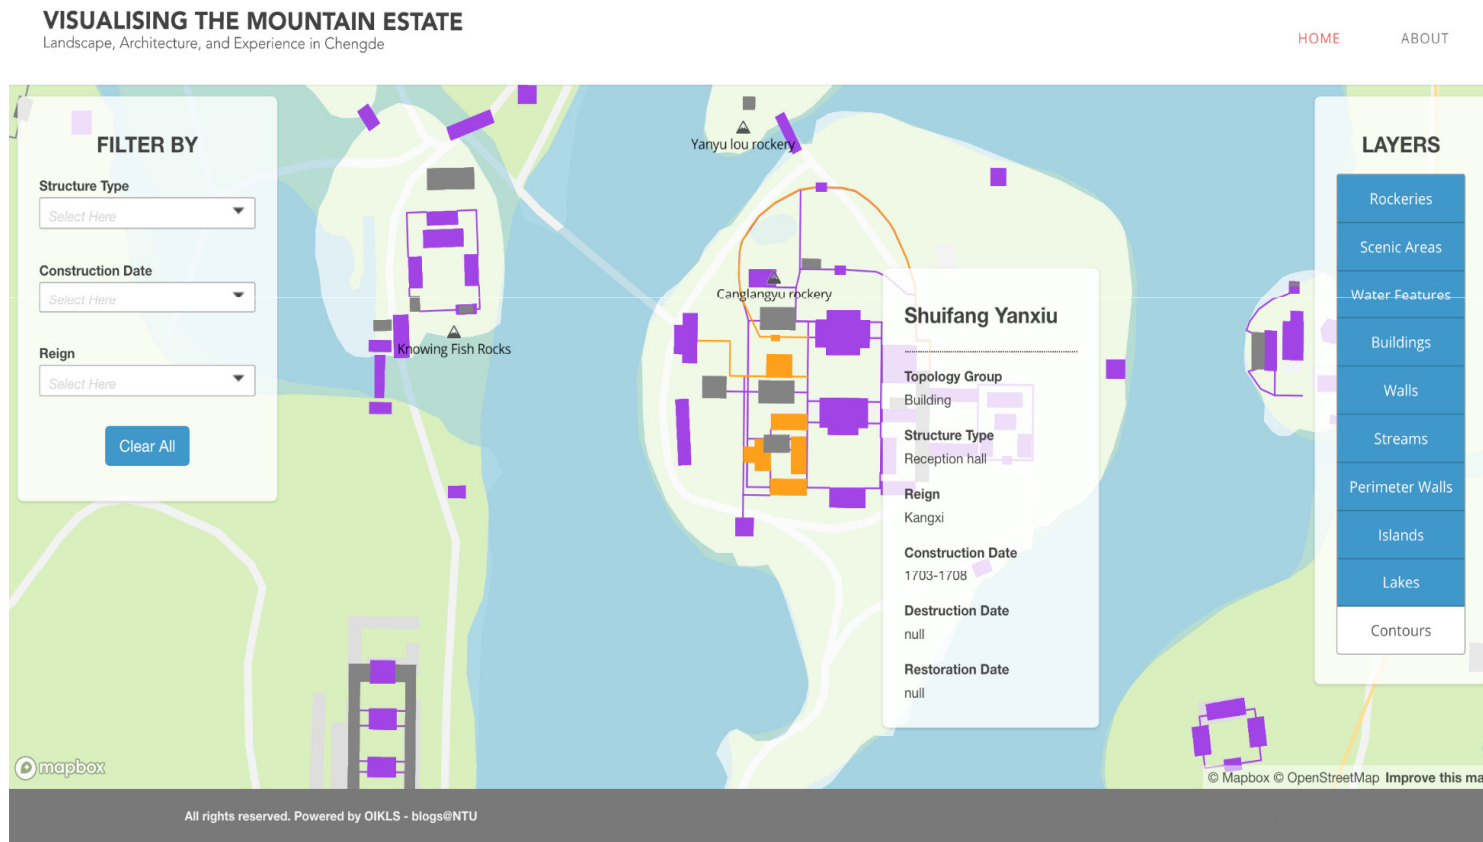 VISUALISING THE MOUNTAIN ESTATE
Landscape, Architecture, and Experience in Chengde
HOME
ABOUT
FILTER BY
Structure Type
Select Here
Construction Date
Select Here
Reign
Select Here
Clear All
Yanyu lou rockery
Canglangyu rockery
Knowing Fish Rocks
Shuifang Yanxiu
Topology Group
Building
Structure Type
Reception hall
Reign
Kangxi
Construction Date
1703-1708
Destruction Date
null
Restoration Date
null
LAYERS
Rockeries
Scenic Areas
Water Features
Buildings
Walls
Streams
Perimeter Walls
Islands
Lakes
Contours
mapbox
© Mapbox © OpenStreetMap Improve this ma
All rights reserved. Powered by OIKLS - blogs@NTU